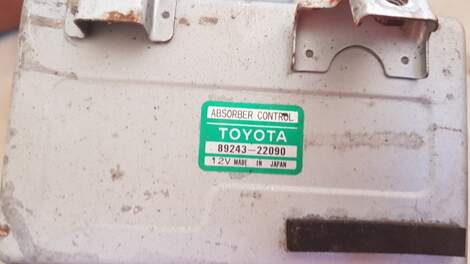 ABSORBER CONTROL
TOYOTA
89243-22090
12V MADE IN JAPAN